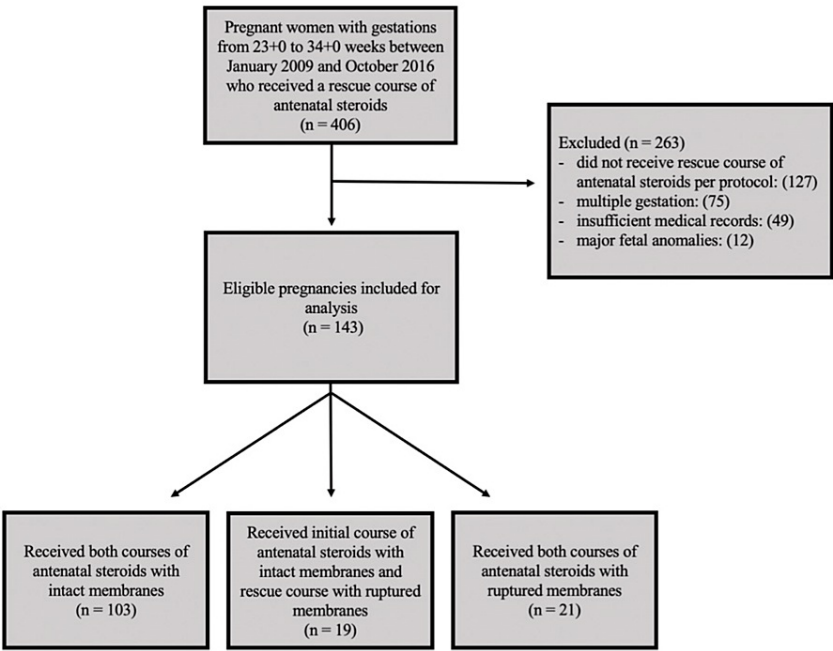 Pregnant women with gestations
from 23+0 to 34+0 weeks between
January 2009 and October 2016
who received a rescue course of
antenatal steroids
(n = 406)
Excluded (n = 263)
- did not receive rescue course of
antenatal steroids per protocol: (127)
- multiple gestation: (75)
- insufficient medical records: (49)
- major fetal anomalies: (12)
Eligible pregnancies included for
analysis
(n = 143)
Received both courses of
antenatal steroids with
intact membranes
(n = 103)
Received initial course of
antenatal steroids with
intact membranes and
rescue course with ruptured
membranes
(n = 19)
Received both courses of
antenatal steroids with
ruptured membranes
(n = 21)